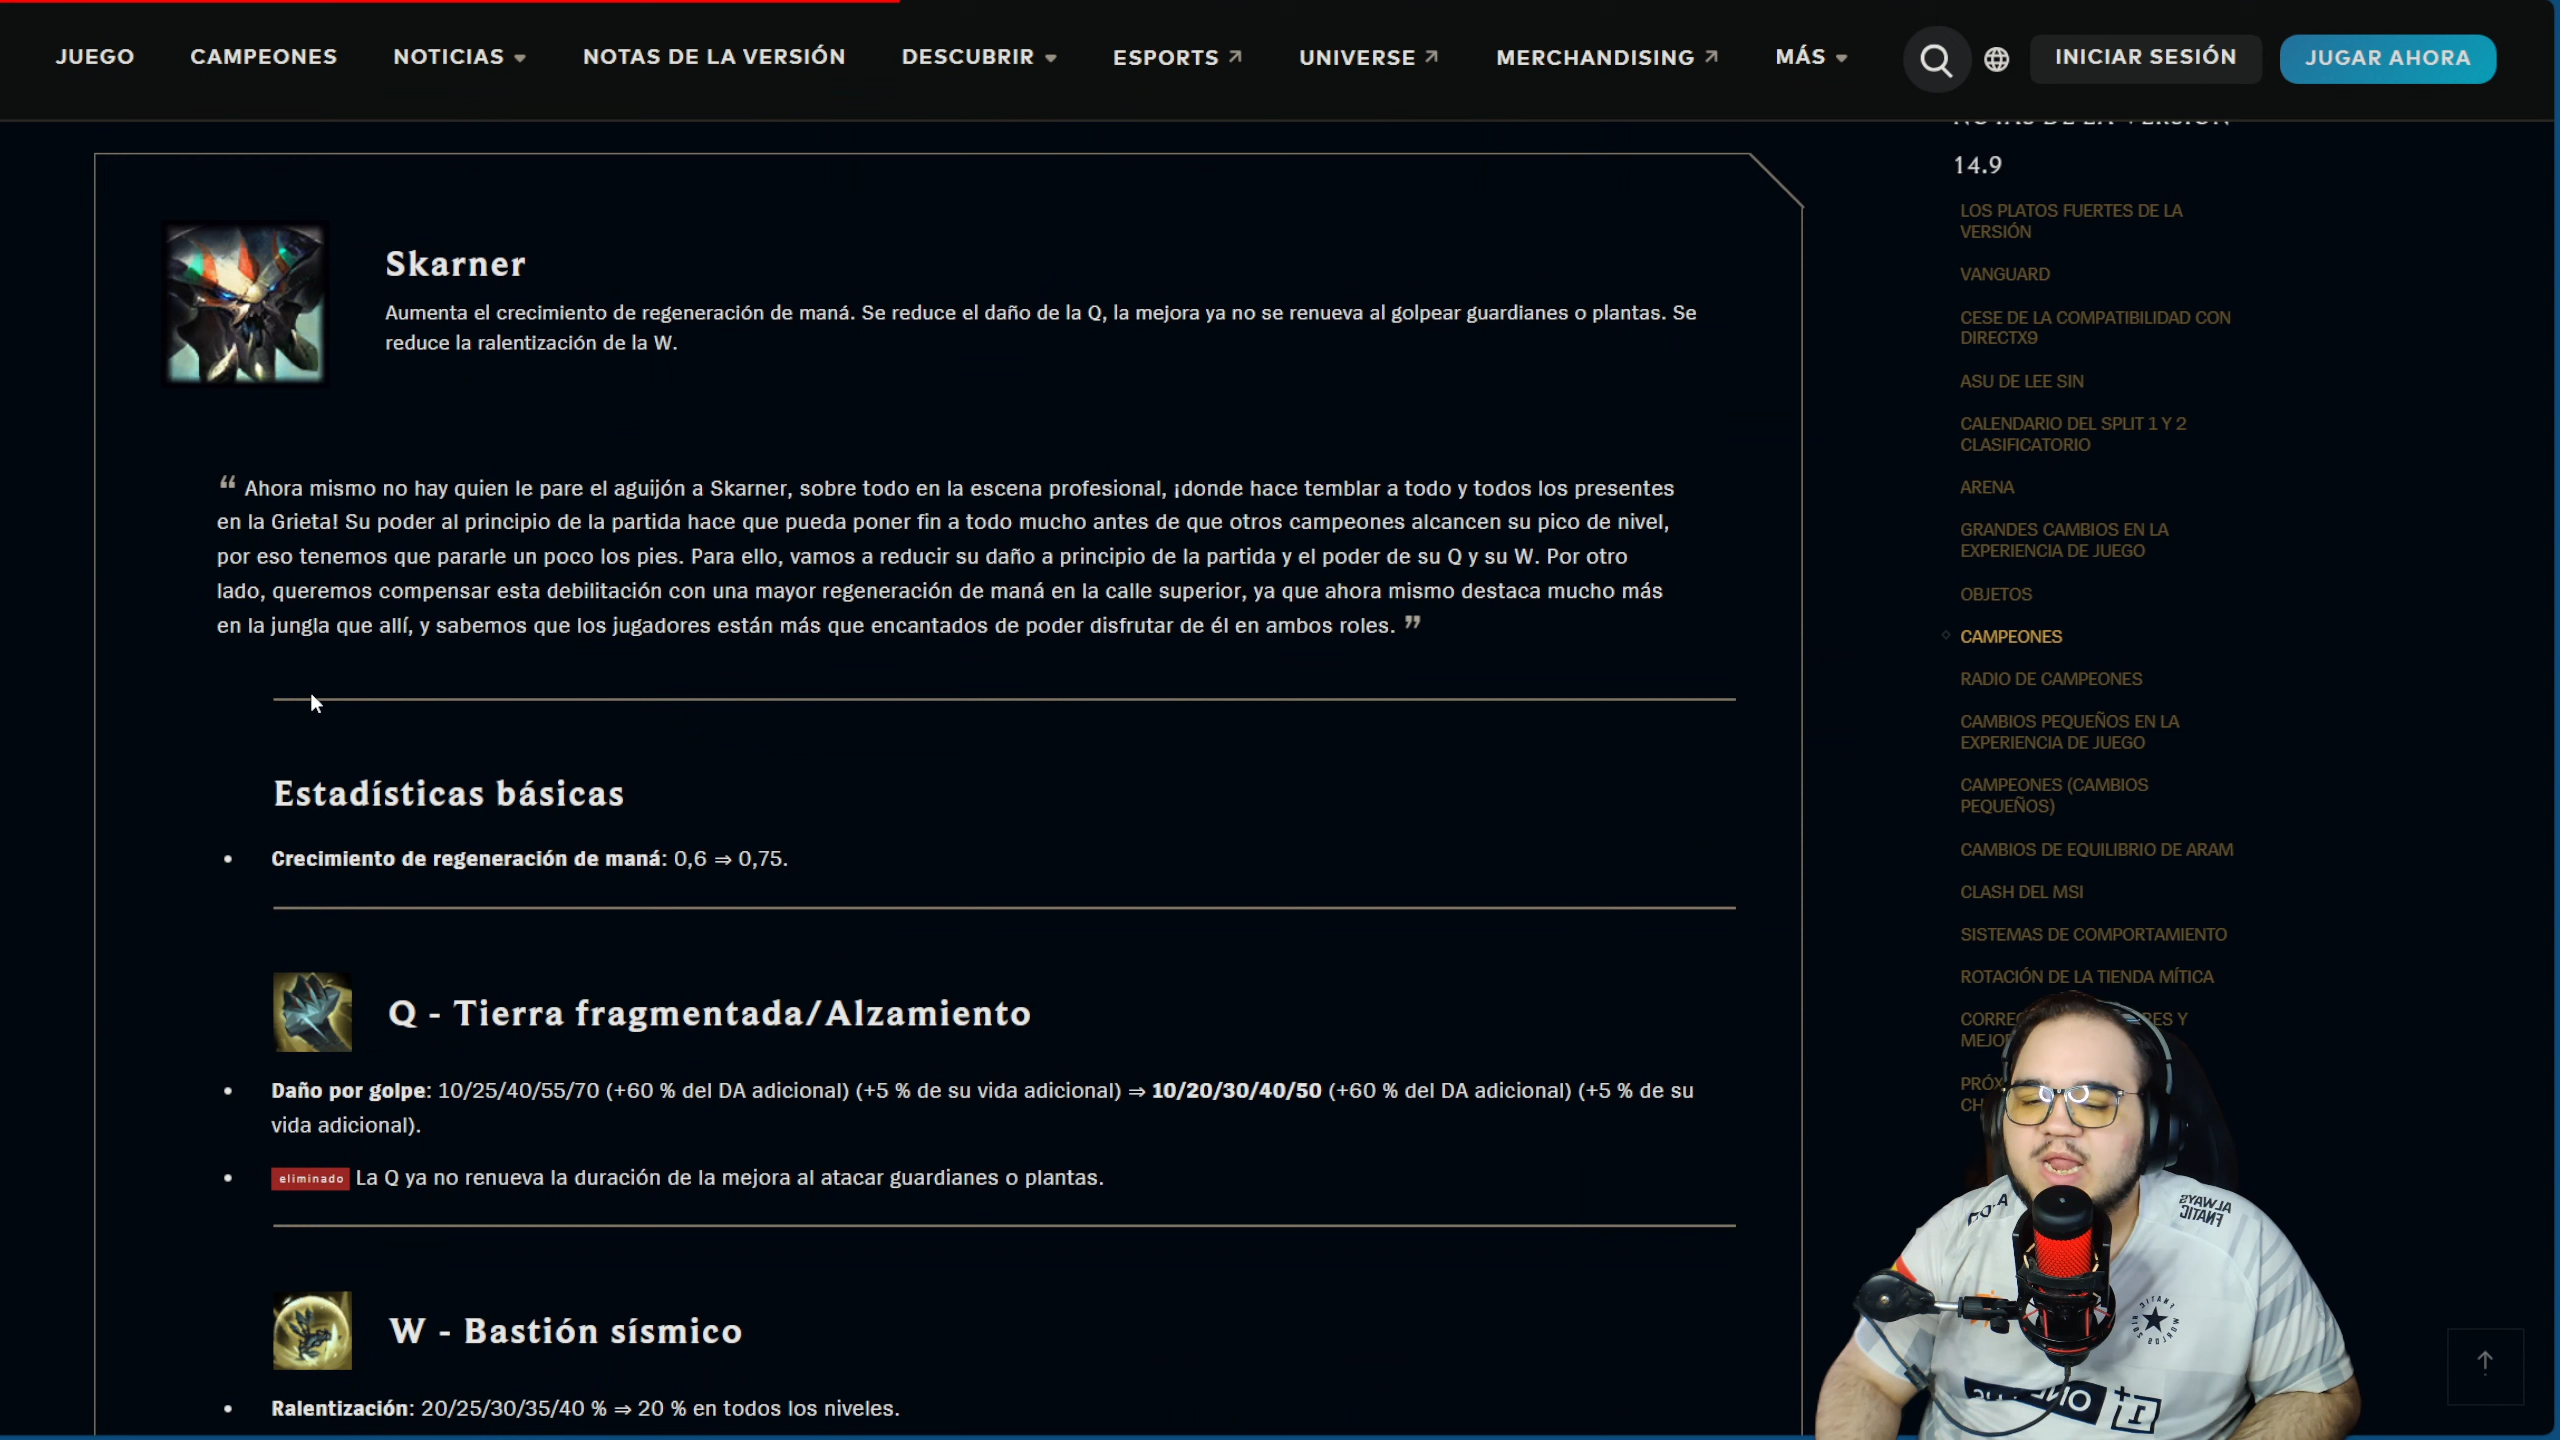 JUEGO CAMPEONES NOTICIAS NOTAS DE LA VERSIÓN DESCUBRIR ESPORTS UNIVERSE MERCHANDISING MÁS INICIAR SESIÓN JUGAR AHORA
Skarner
Aumenta el crecimiento de regeneración de maná. Se reduce el daño de la Q, la mejora ya no se renueva al golpear guardianes o plantas. Se
reduce la ralentización de la W.
“ Ahora mismo no hay quien le pare el aguijón a Skarner, sobre todo en la escena profesional, ¡donde hace temblar a todo y todos los presentes
en la Grieta! Su poder al principio de la partida hace que pueda poner fin a todo mucho antes de que otros campeones alcancen su pico de nivel,
por eso tenemos que pararle un poco los pies. Para ello, vamos a reducir su daño a principio de la partida y el poder de su Q y su W. Por otro
lado, queremos compensar esta debilitación con una mayor regeneración de maná en la calle superior, ya que ahora mismo destaca mucho más
en la jungla que allí, y sabemos que los jugadores están más que encantados de poder disfrutar de él en ambos roles. ”
Estadísticas básicas
• Crecimiento de regeneración de maná: 0,6 ⇒ 0,75.
Q - Tierra fragmentada/Alzamiento
• Daño por golpe: 10/25/40/55/70 (+60 % del DA adicional) (+5 % de su vida adicional) ⇒ 10/20/30/40/50 (+60 % del DA adicional) (+5 % de su
vida adicional).
• eliminado La Q ya no renueva la duración de la mejora al atacar guardianes o plantas.
W - Bastión sísmico
• Ralentización: 20/25/30/35/40 % ⇒ 20 % en todos los niveles.
NOTAS DE LA VERSIÓN
14.9
LOS PLATOS FUERTES DE LA
VERSIÓN
VANGUARD
CESE DE LA COMPATIBILIDAD CON
DIRECTX9
ASU DE LEE SIN
CALENDARIO DEL SPLIT 1 Y 2
CLASIFICATORIO
ARENA
GRANDES CAMBIOS EN LA
EXPERIENCIA DE JUEGO
OBJETOS
CAMPEONES
RADIO DE CAMPEONES
CAMBIOS PEQUEÑOS EN LA
EXPERIENCIA DE JUEGO
CAMPEONES (CAMBIOS
PEQUEÑOS)
CAMBIOS DE EQUILIBRIO DE ARAM
CLASH DEL MSI
SISTEMAS DE COMPORTAMIENTO
ROTACIÓN DE LA TIENDA MÍTICA
ALWAYS
FNATIC